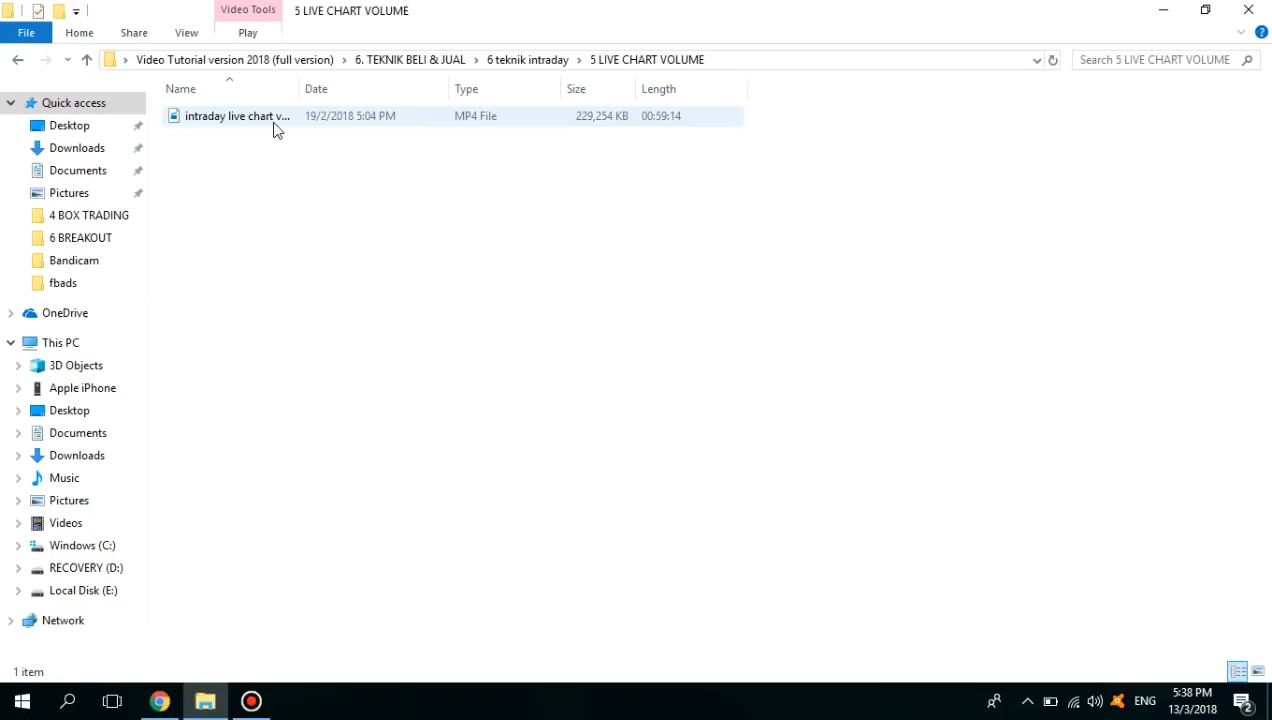 Video Tools
5 LIVE CHART VOLUME
File
Home
Share
View
Play
Video Tutorial version 2018 (full version)
6. TEKNIK BELI & JUAL
6 teknik intraday
5 LIVE CHART VOLUME
Search 5 LIVE CHART VOLUME
Name
Date
Type
Size
Length
intraday live chart v...
19/2/2018 5:04 PM
MP4 File
229,254 KB
00:59:14
Quick access
Desktop
Downloads
Documents
Pictures
4 BOX TRADING
6 BREAKOUT
Bandicam
fbads
OneDrive
This PC
3D Objects
Apple iPhone
Desktop
Documents
Downloads
Music
Pictures
Videos
Windows (C:)
RECOVERY (D:)
Local Disk (E:)
Network
1 item
ENG
5:38 PM
13/3/2018
2